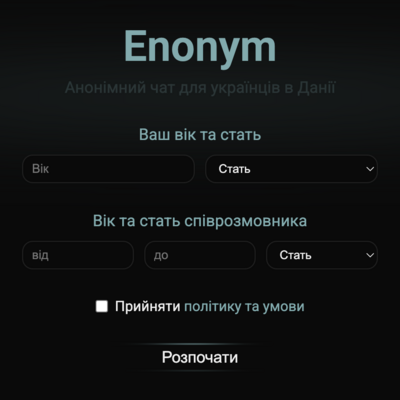 Enonym
Анонімний чат для українців в Данії
Ваш вік та стать
Вік Стать
Вік та стать співрозмовника
від до Стать
Прийняти політику та умови
Розпочати